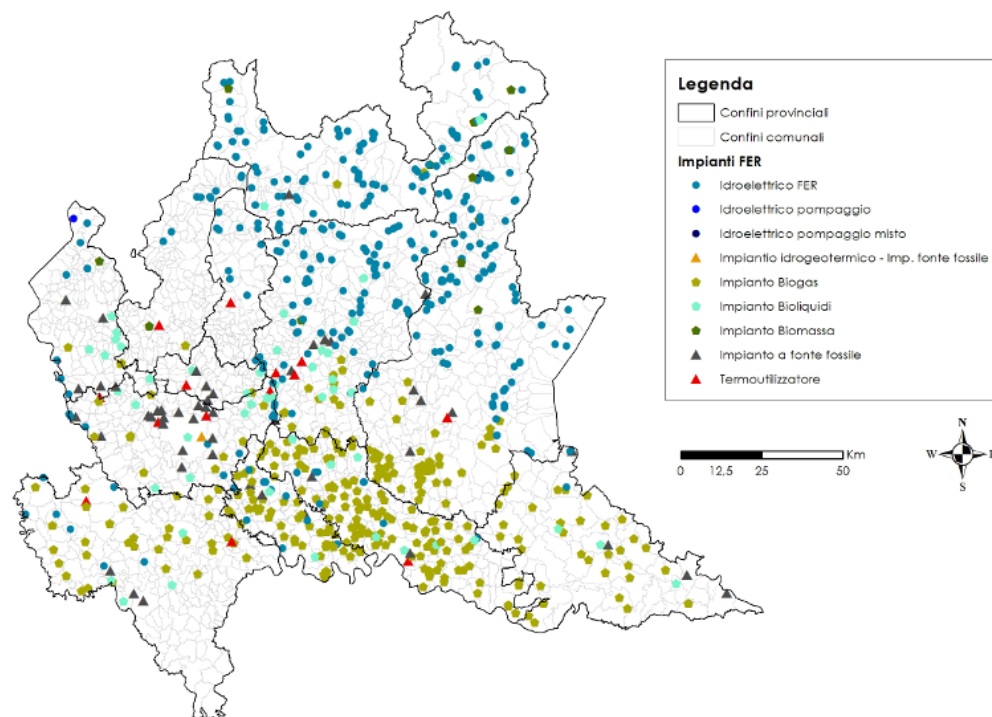 Legenda
Confini provinciali
Confini comunali
Impianti FER
Idroelettrico FER
Idroelettrico pompaggio
Idroelettrico pompaggio misto
Impiantio idrogeotermico - Imp. fonte fossile
Impianto Biogas
Impianto Bioliquidi
Impianto Biomassa
Impianto a fonte fossile
Termoutilizzatore
Km
0 12,5 25 50
N
W E
S